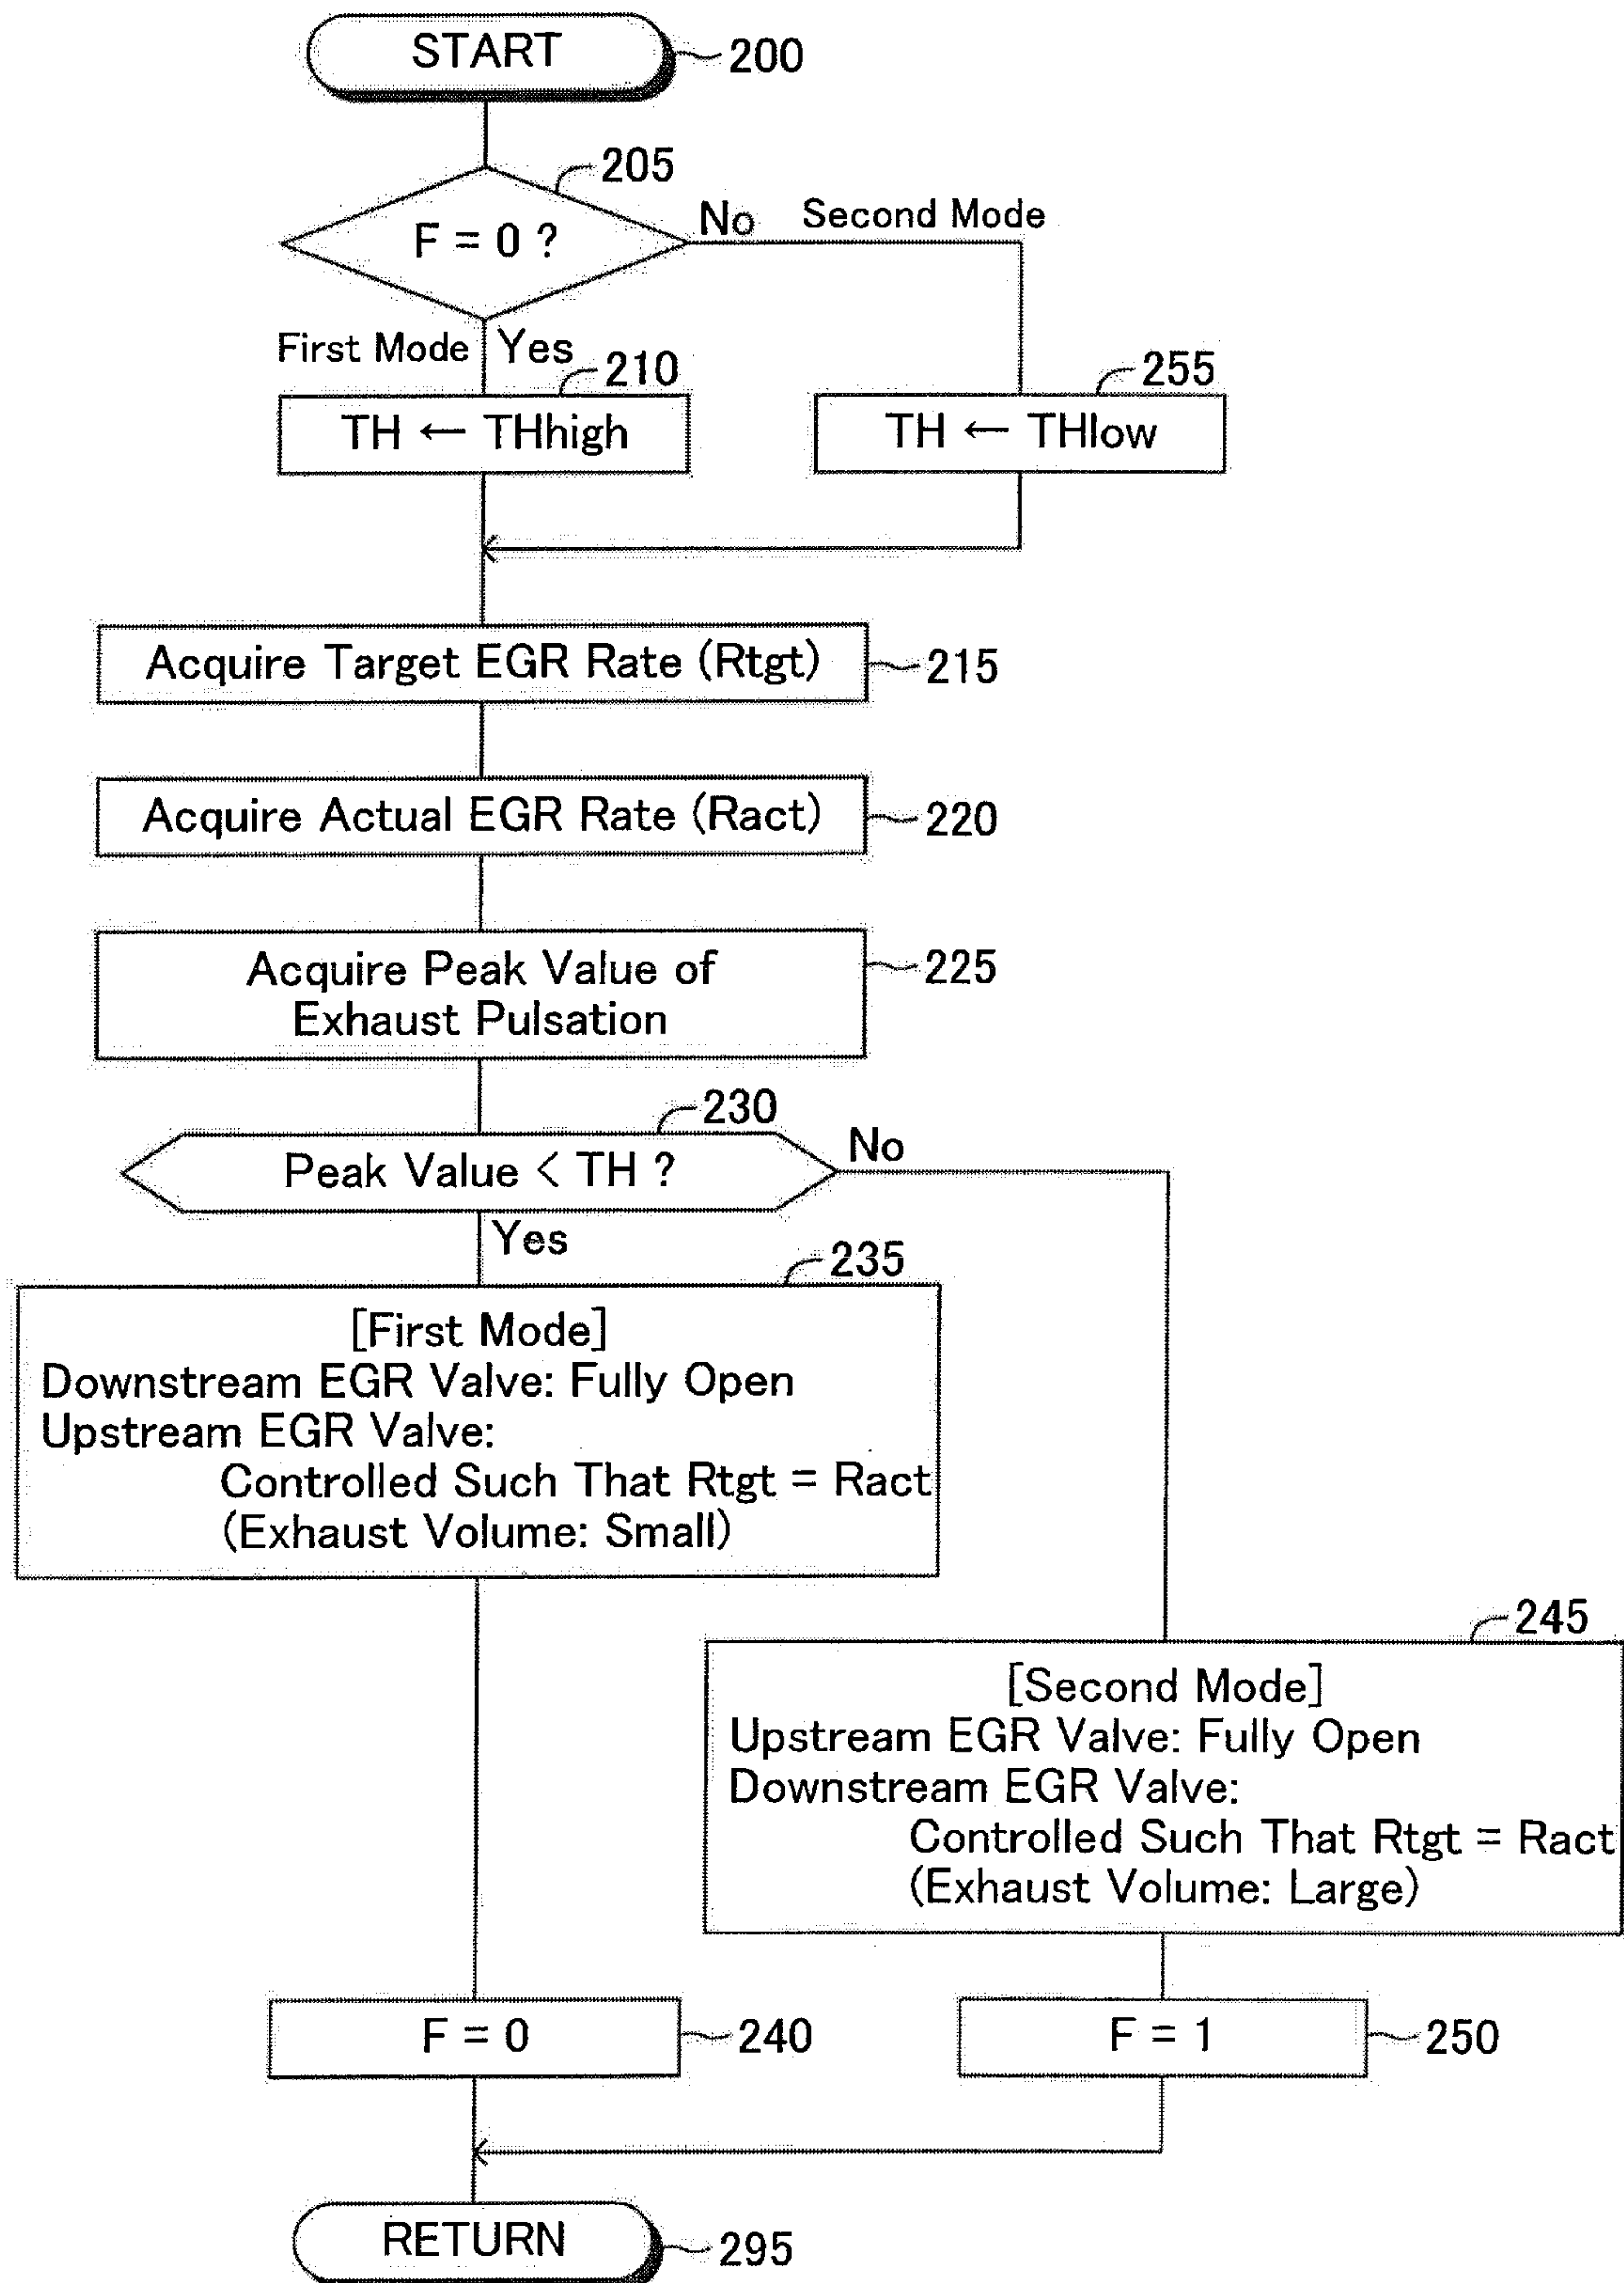 START
200
205
F = 0 ?
No
Second Mode
First Mode
Yes
210
255
TH ← THhigh
TH ← THlow
Acquire Target EGR Rate (Rtgt)
215
Acquire Actual EGR Rate (Ract)
220
Acquire Peak Value of
Exhaust Pulsation
225
230
Peak Value < TH ?
No
Yes
235
[First Mode]
Downstream EGR Valve: Fully Open
Upstream EGR Valve:
Controlled Such That Rtgt = Ract
(Exhaust Volume: Small)
245
[Second Mode]
Upstream EGR Valve: Fully Open
Downstream EGR Valve:
Controlled Such That Rtgt = Ract
(Exhaust Volume: Large)
F = 0
240
F = 1
250
RETURN
295